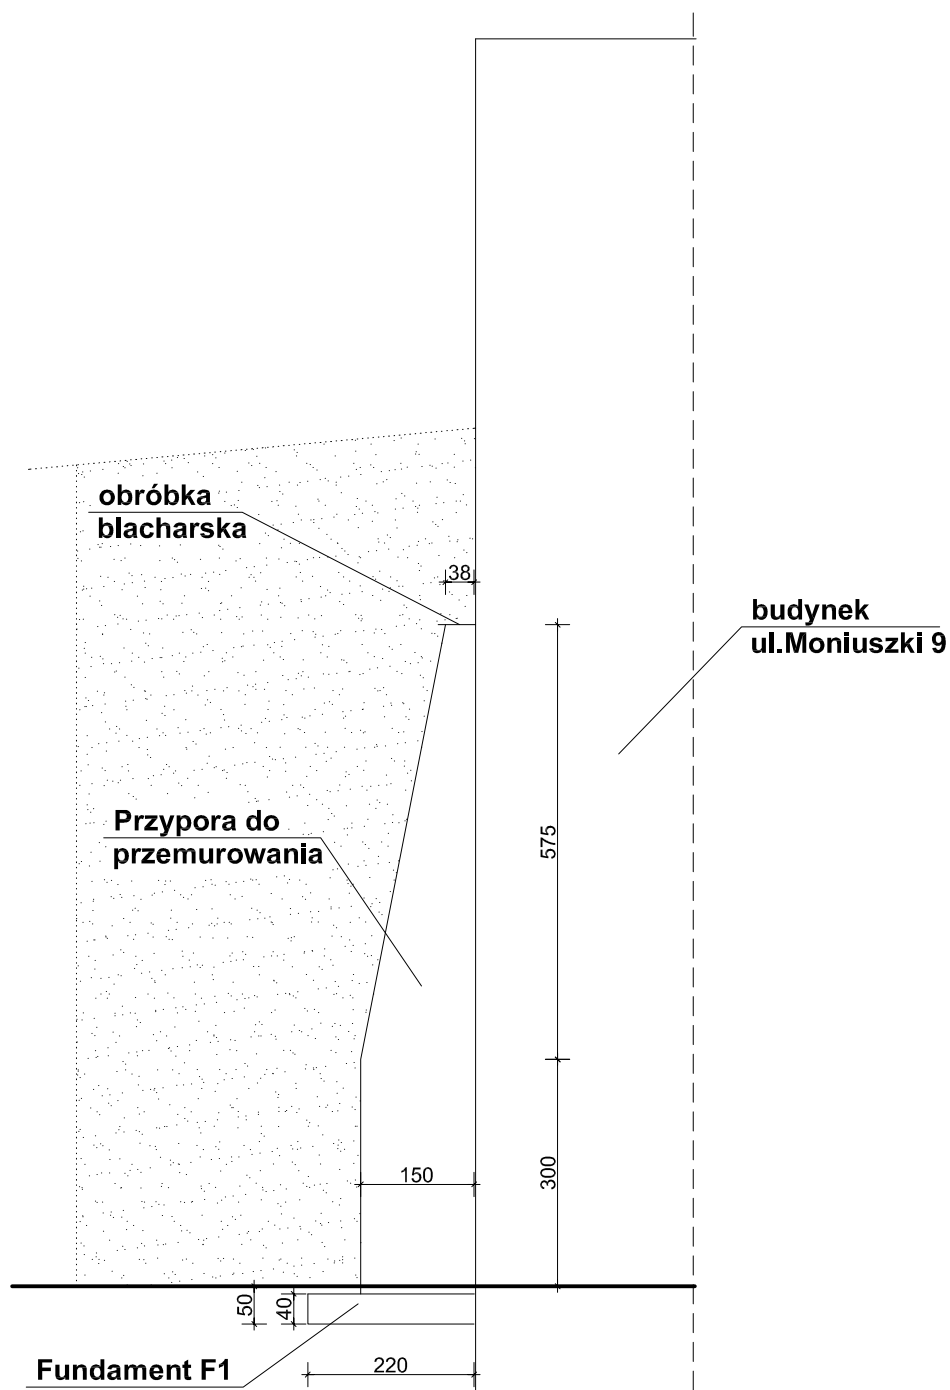 obróbka
blacharska
38
budynek
ul.Moniuszki 9
Przypora do
przemurowania
575
150
300
50
40
Fundament F1
220